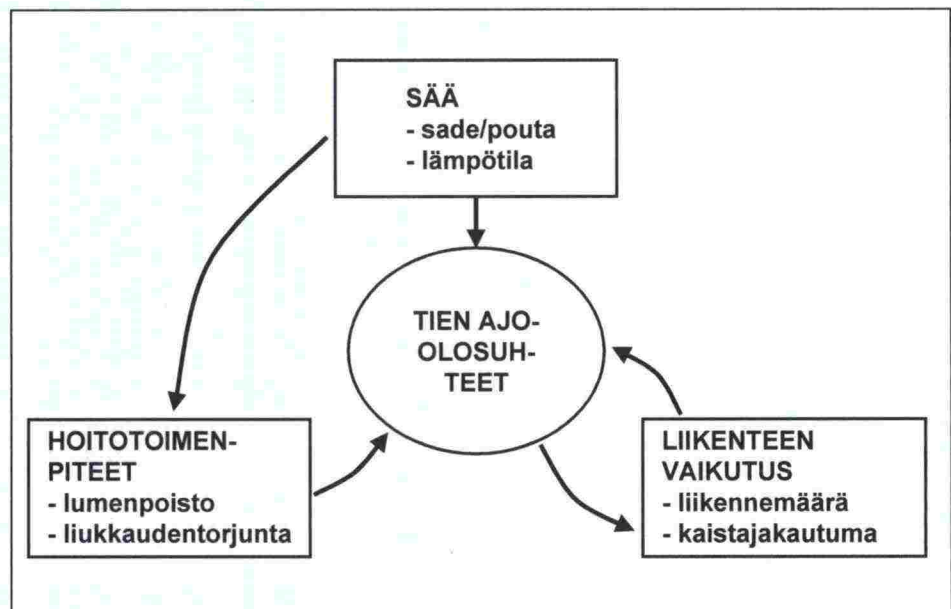 SÄÄ
- sade/pouta
- lämpötila
TIEN AJO-
OLOSUH-
TEET
HOITOTOIMEN-
PITEET
- lumenpoisto
- liukkaudentorjunta
LIIKENTEEN
VAIKUTUS
- liikennemäärä
- kaistajakautuma